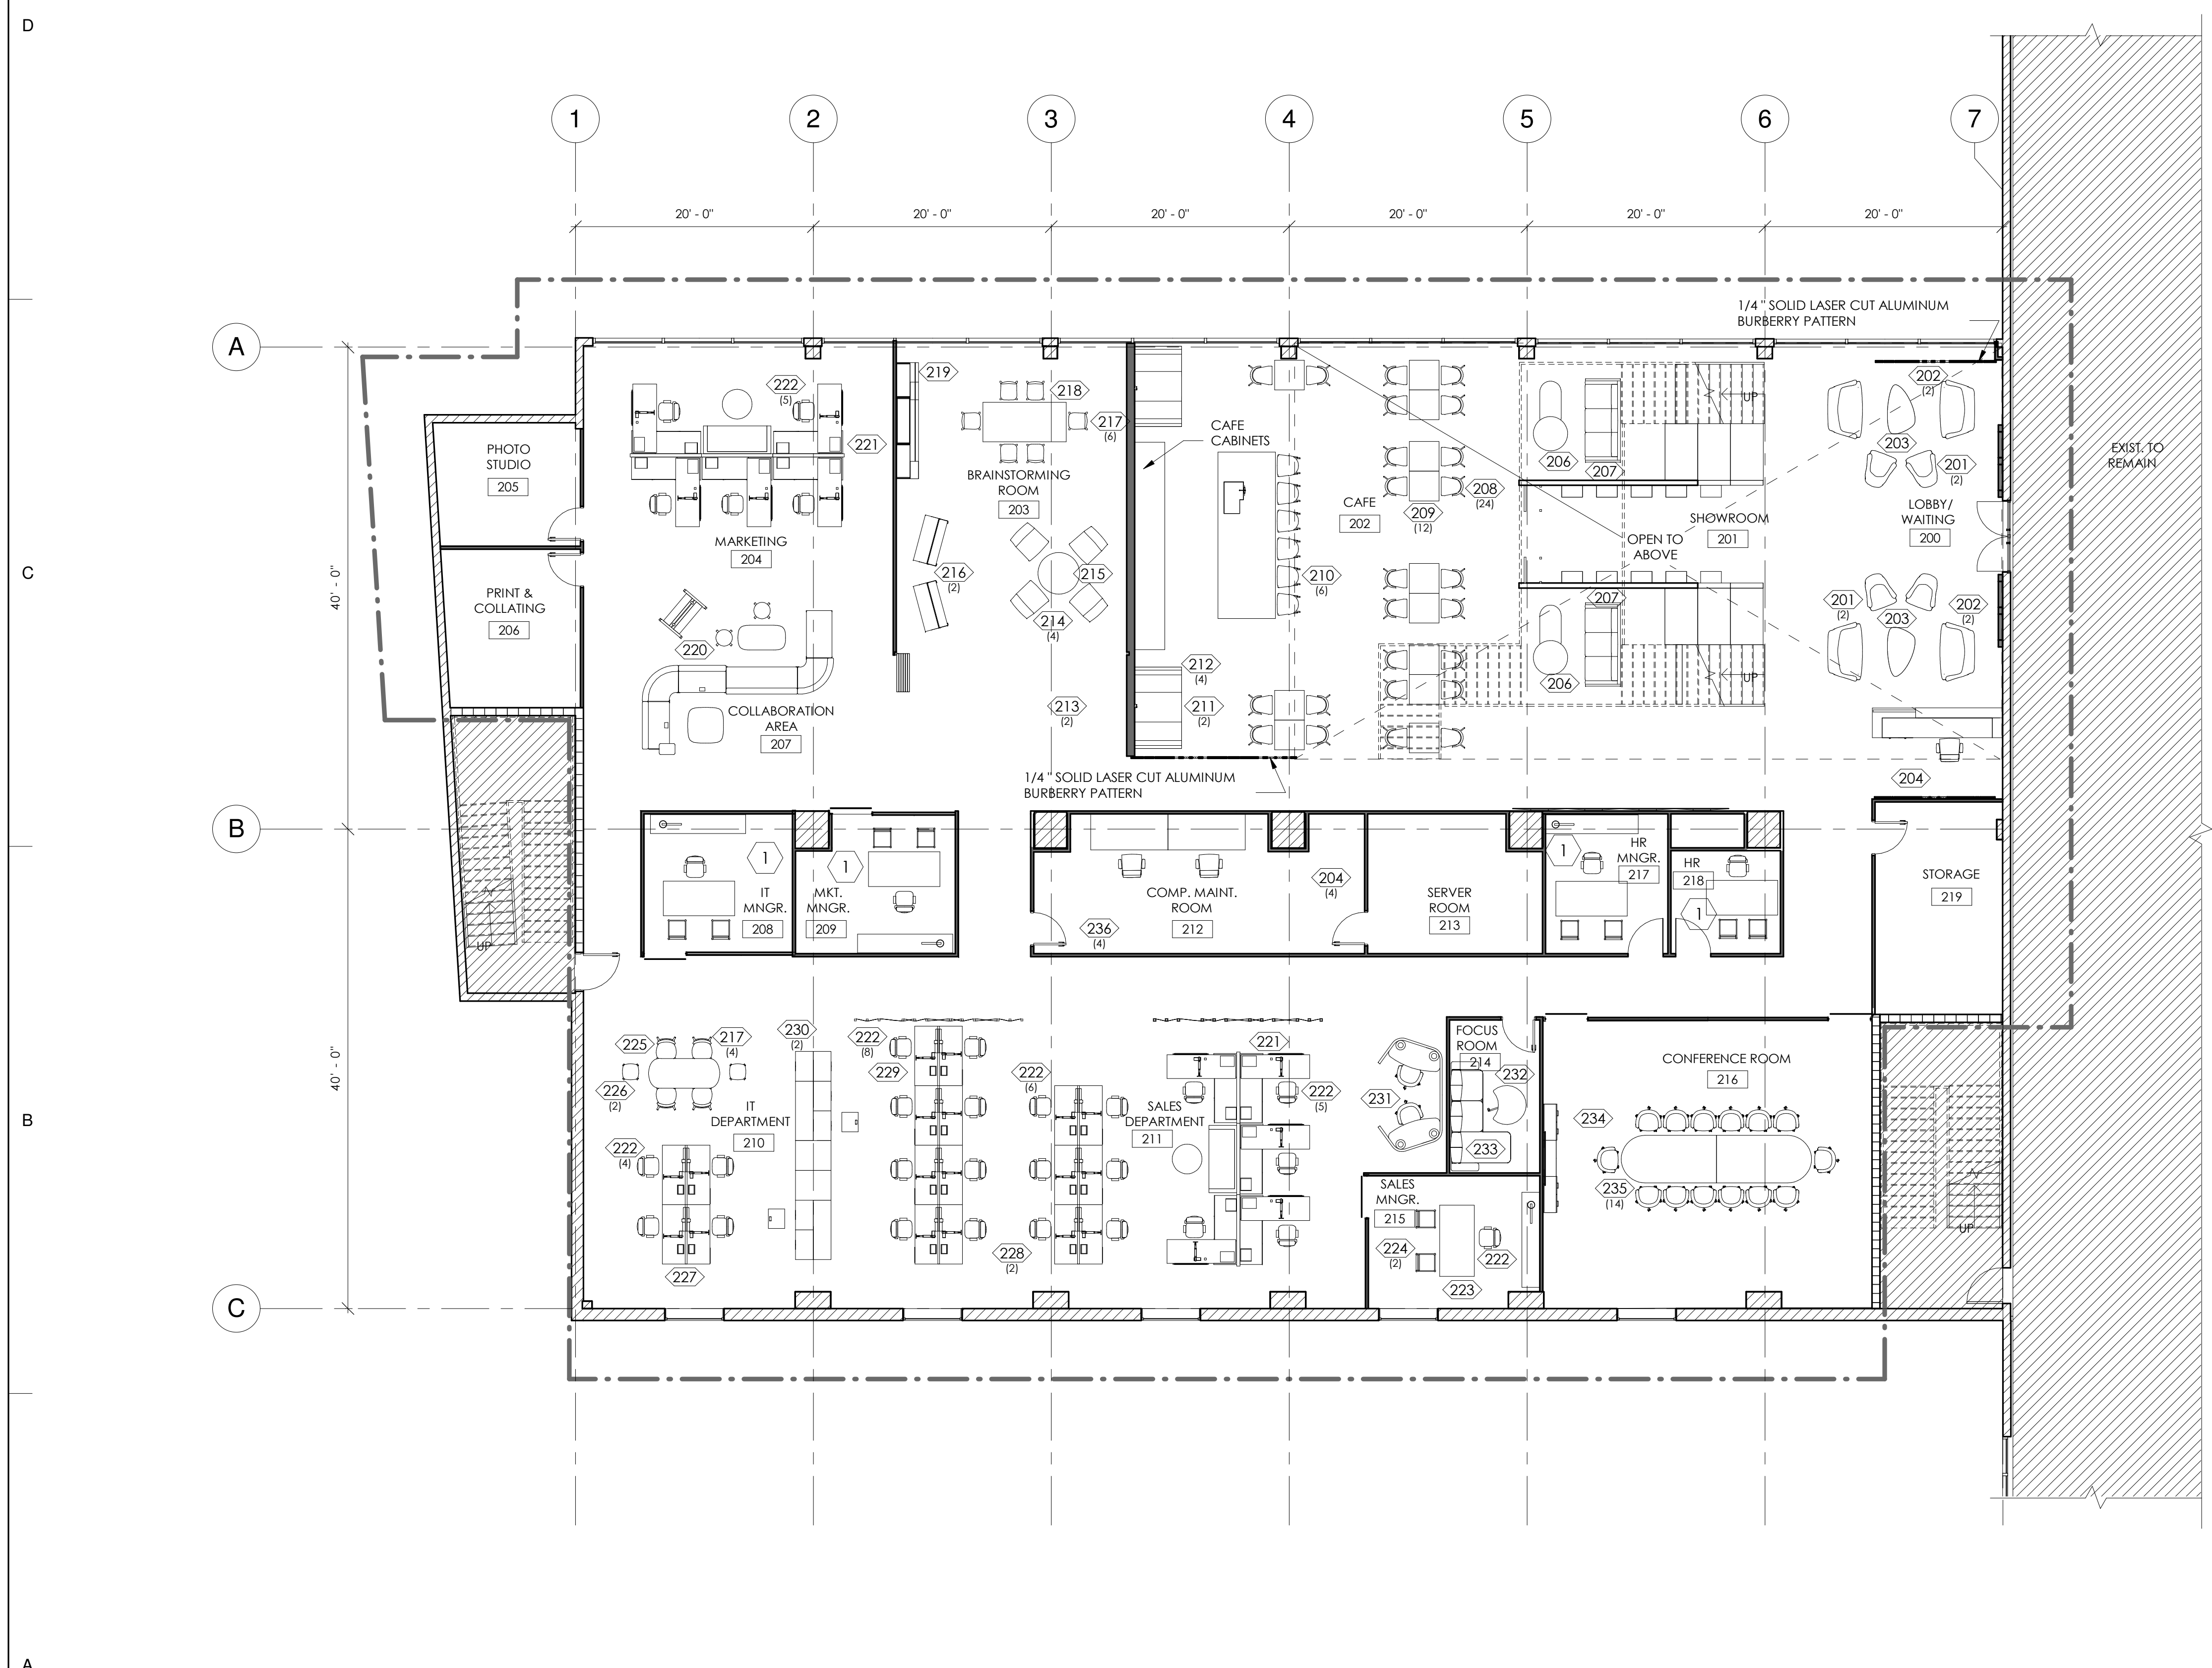 D
1
2
3
4
5
6
7
20' - 0"
20' - 0"
20' - 0"
20' - 0"
20' - 0"
20' - 0"
1/4 " SOLID LASER CUT ALUMINUM
BURBERRY PATTERN
A
219
222
(5)
218
202
(2)
UP
217
(6)
221
CAFE
CABINETS
203
EXIST. TO
REMAIN
PHOTO
STUDIO
205
BRAINSTORMING
ROOM
203
206
207
201
(2)
CAFE
202
208
(24)
209
(12)
SHOWROOM
201
LOBBY/
WAITING
200
MARKETING
204
OPEN TO
ABOVE
C
40' - 0"
216
(2)
215
210
(6)
PRINT &
COLLATING
206
214
(4)
207
201
(2)
203
202
(2)
220
212
(4)
206
UP
COLLABORATION
AREA
207
213
(2)
211
(2)
1/4 " SOLID LASER CUT ALUMINUM
BURBERRY PATTERN
204
B
1
1
1
IT
MNGR.
208
MKT.
MNGR.
209
COMP. MAINT.
ROOM
212
204
(4)
236
(4)
SERVER
ROOM
213
HR
MNGR.
217
HR
218
1
STORAGE
219
UP
40' - 0"
225
217
(4)
226
(2)
230
(2)
222
(8)
229
222
(6)
221
222
(5)
231
FOCUS
ROOM
214
232
233
CONFERENCE ROOM
216
B
IT
DEPARTMENT
210
SALES
DEPARTMENT
211
234
222
(4)
235
(14)
SALES
MNGR.
215
224
(2)
222
223
228
(2)
227
UP
C
A